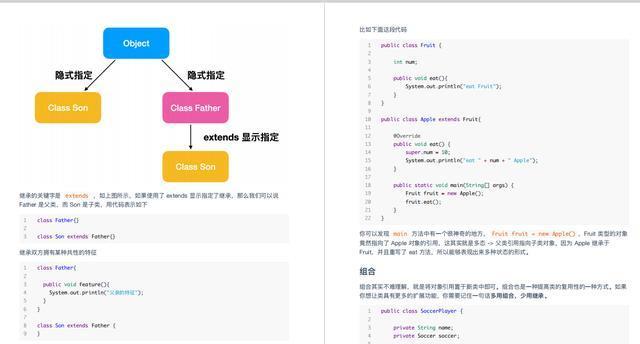 Object
隐式指定
隐式指定
Class Son
Class Father
extends 显示指定
Class Son
继承的关键字是 extends ，如上图所示，如果使用了 extends 显示指定了继承，那么我们可以说
Father 是父类，而 Son 是子类，用代码表示如下
1 class Father{}
2
3 class Son extends Father{}
继承双方拥有某种共性的特征
1 class Father{
2
3 public void feature(){
4 System.out.println("父亲的特征");
5 }
6 }
7
8 class Son extends Father {
9 }
比如下面这段代码
1 public class Fruit {
2
3 int num;
4
5 public void eat(){
6 System.out.println("eat Fruit");
7 }
8 }
9
10 public class Apple extends Fruit{
11
12 @Override
13 public void eat() {
14 super.num = 10;
15 System.out.println("eat " + num + " Apple");
16 }
17
18 public static void main(String[] args) {
19 Fruit fruit = new Apple();
20 fruit.eat();
21 }
22 }
你可以发现 main 方法中有一个很神奇的地方， Fruit fruit = new Apple() ，Fruit 类型的对象
竟然指向了 Apple 对象的引用，这其实就是多态 -> 父类引用指向子类对象，因为 Apple 继承于
Fruit，并且重写了 eat 方法，所以能够表现出来多种状态的形式。
组合
组合其实不难理解，就是将对象引用置于新类中即可。组合也是一种提高类的复用性的一种方式。如果
你想让类具有更多的扩展功能，你需要记住一句话多用组合，少用继承。
1 public class SoccerPlayer {
2
3 private String name;
4 private Soccer soccer;